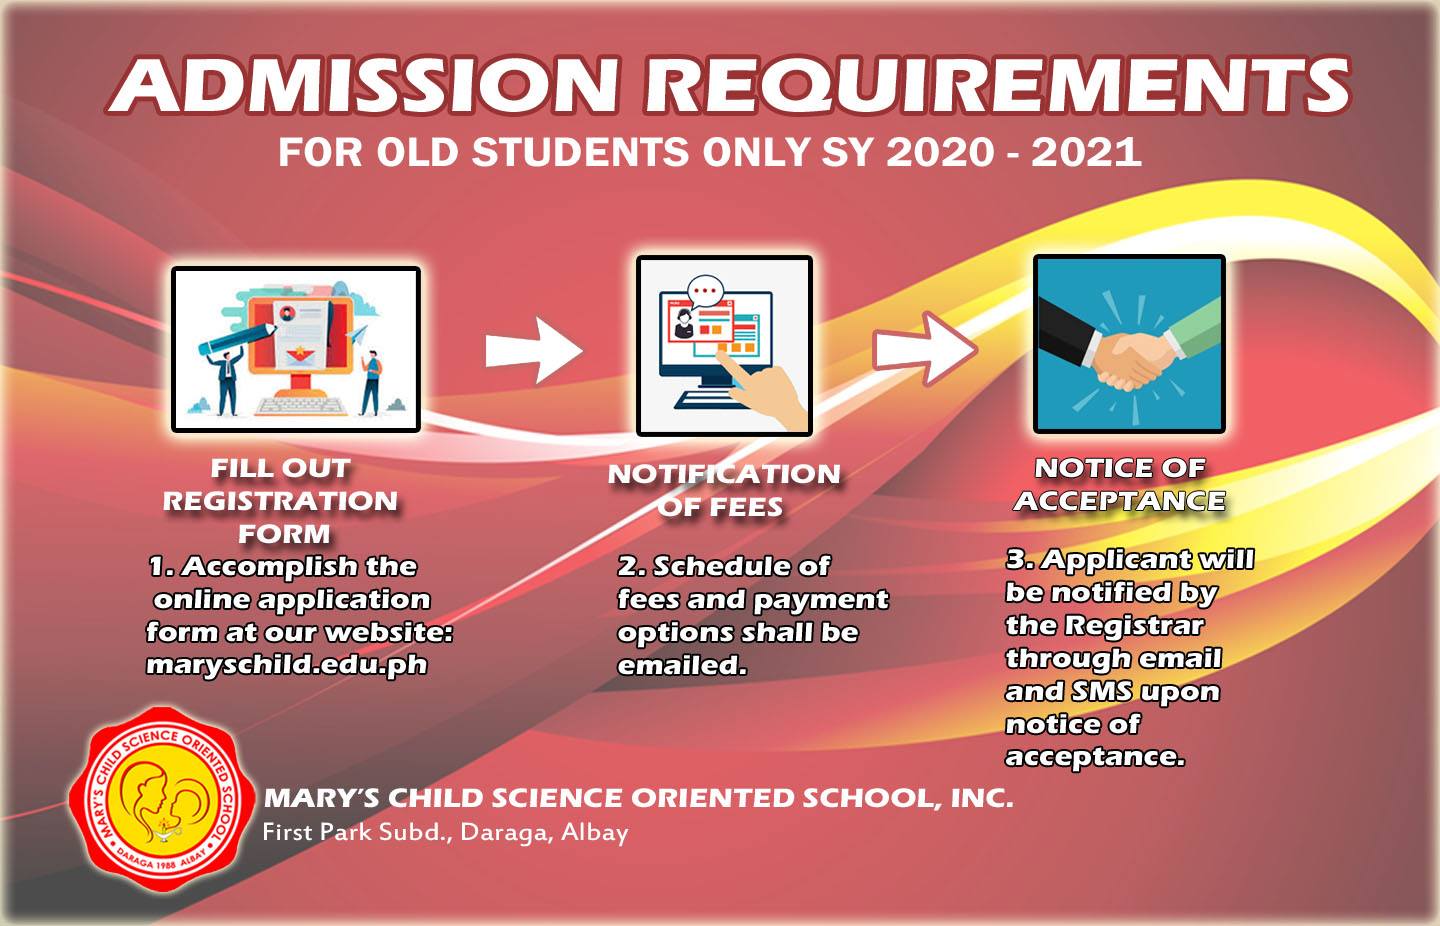 ADMISSION REQUIREMENTS
FOR OLD STUDENTS ONLY SY 2020 - 2021
FILL OUT
REGISTRATION
FORM
1. Accomplish the
online application
form at our website:
maryschild.edu.ph
NOTIFICATION
OF FEES
2. Schedule of
fees and payment
options shall be
emailed.
NOTICE OF
ACCEPTANCE
3. Applicant will
be notified by
the Registrar
through email
and SMS upon
notice of
acceptance.
MARY'S CHILD SCIENCE ORIENTED SCHOOL
DARAGA 1988 ALBAY
MARY'S CHILD SCIENCE ORIENTED SCHOOL, INC.
First Park Subd., Daraga, Albay